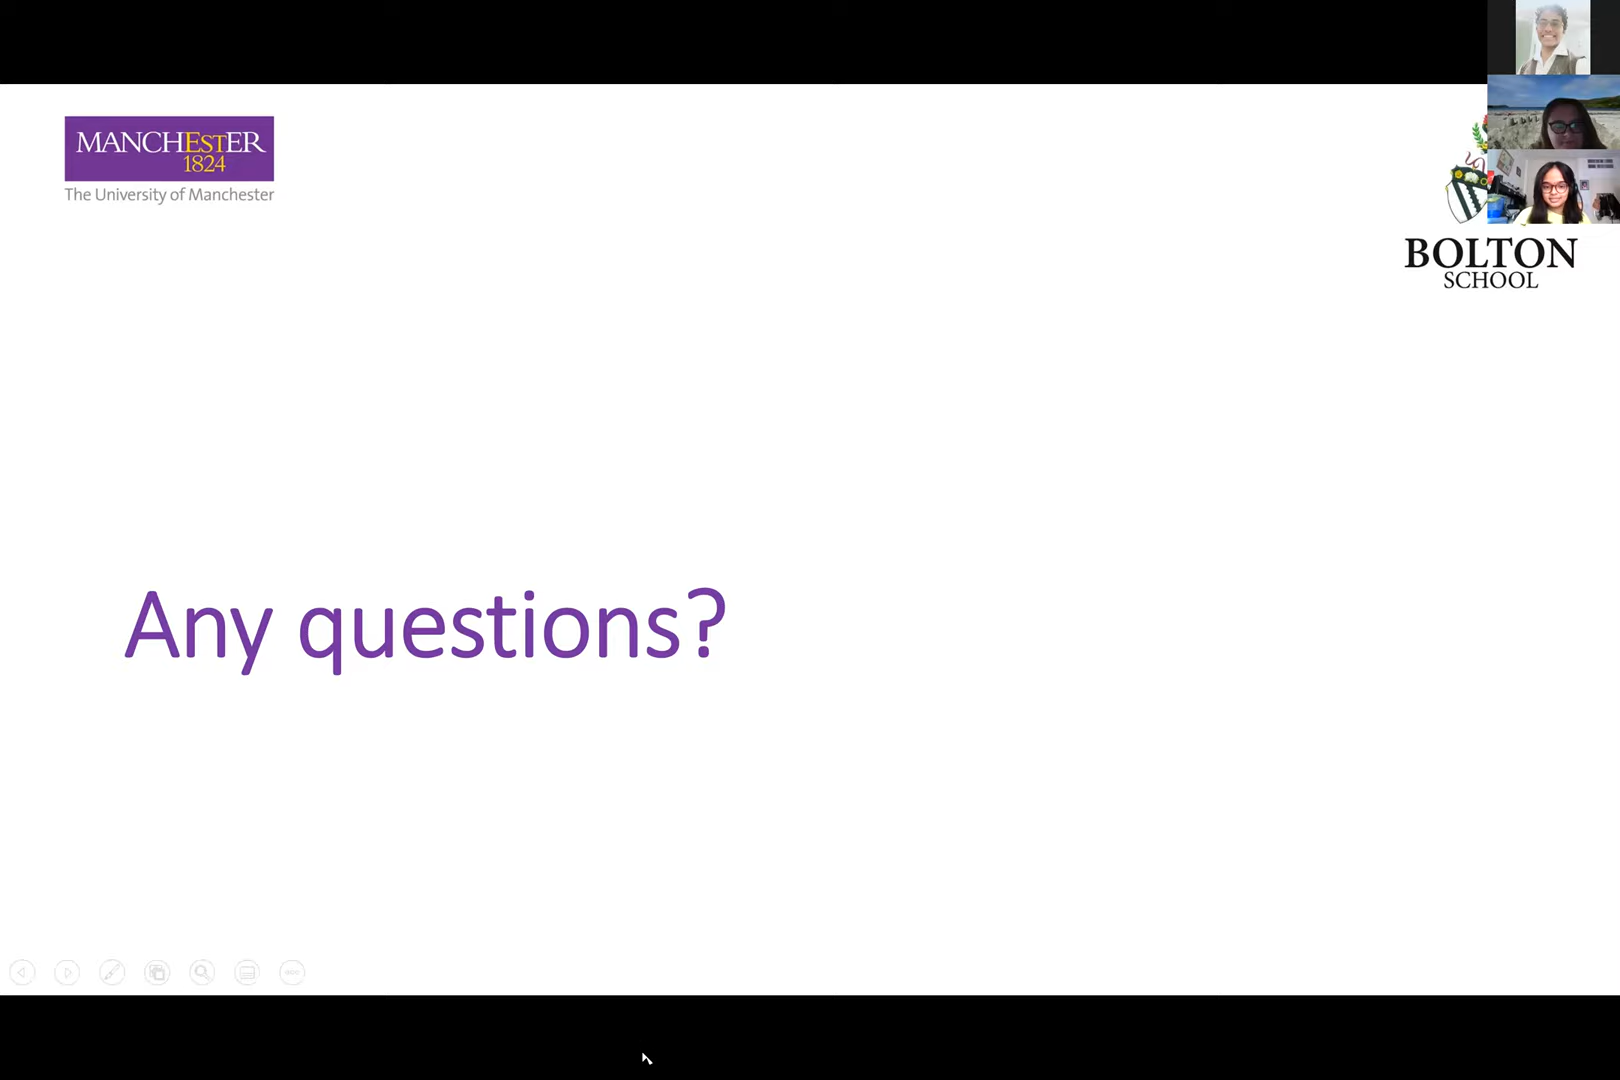 MANCHESTER
1824
The University of Manchester
BOLTON
SCHOOL
Any questions?